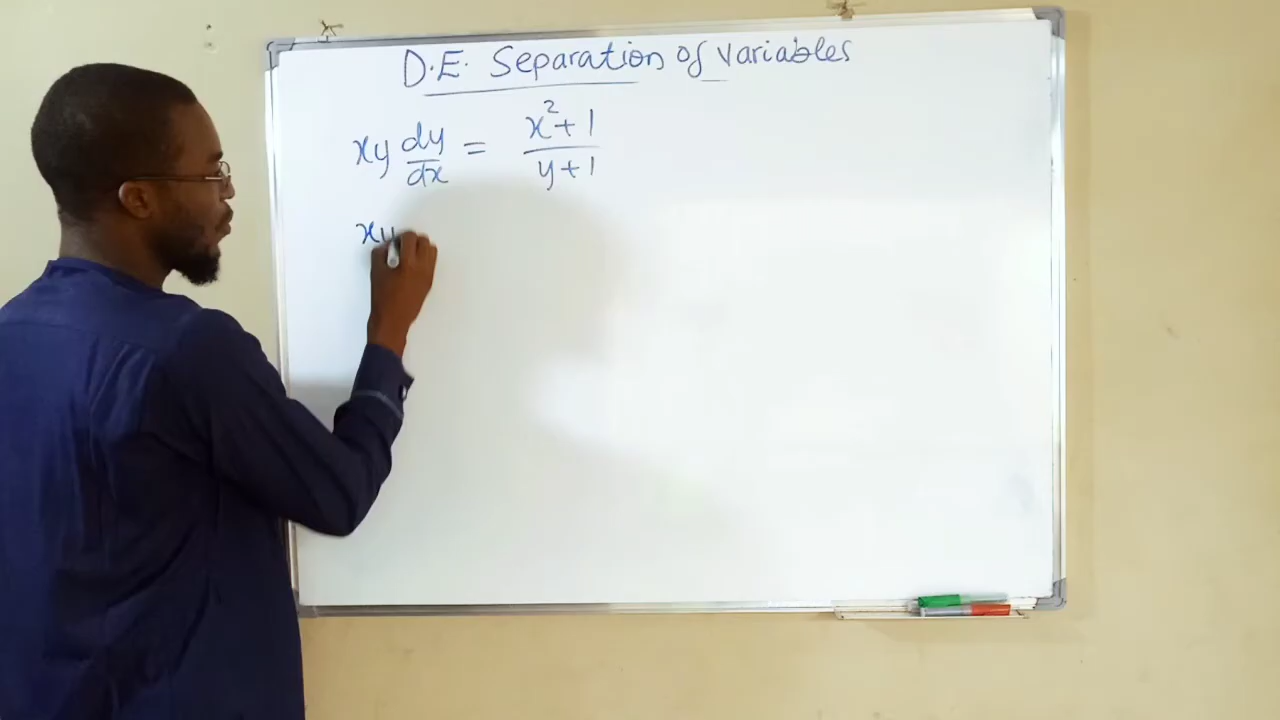 D.E. Separation of variables
xy dy/dx = x²+1/y+1
xy